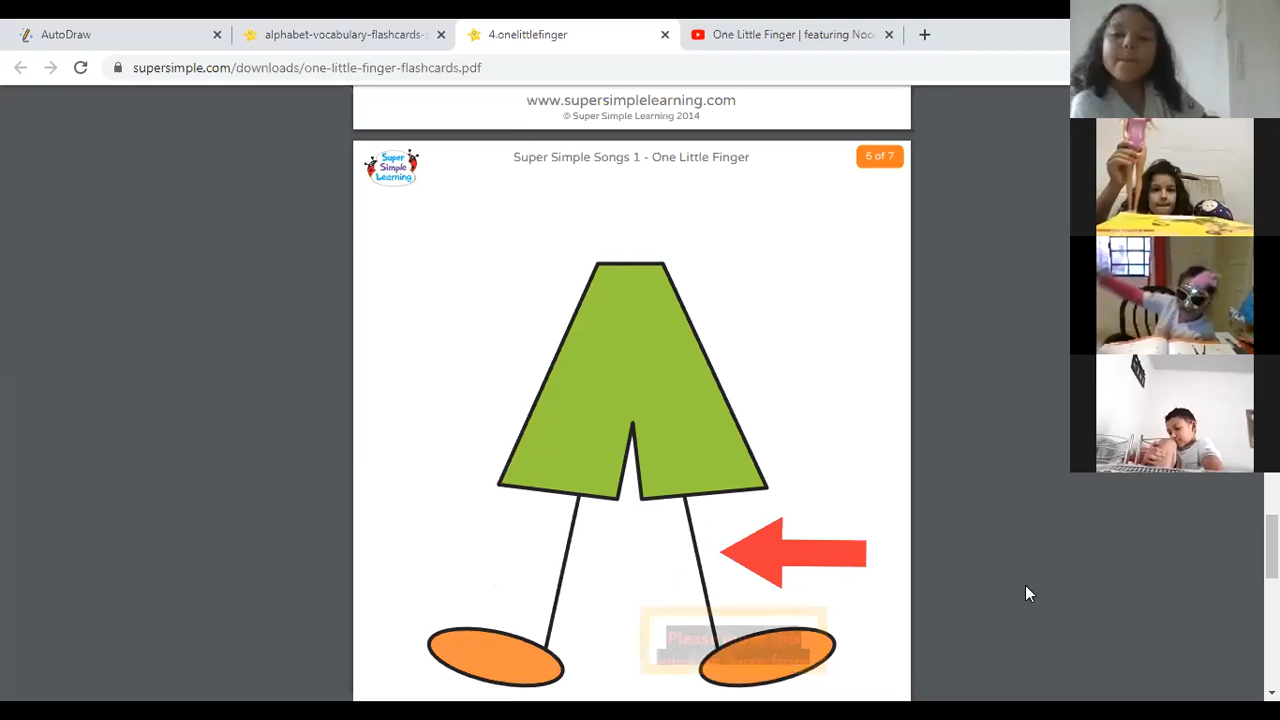 AutoDraw
alphabet-vocabulary-flashcards-
4.onelittlefinger
One Little Finger | featuring Noo
supersimple.com/downloads/one-little-finger-flashcards.pdf
www.supersimplelearning.com
© Super Simple Learning 2014
Super
Simple
Learning
Super Simple Songs 1 - One Little Finger
6 of 7